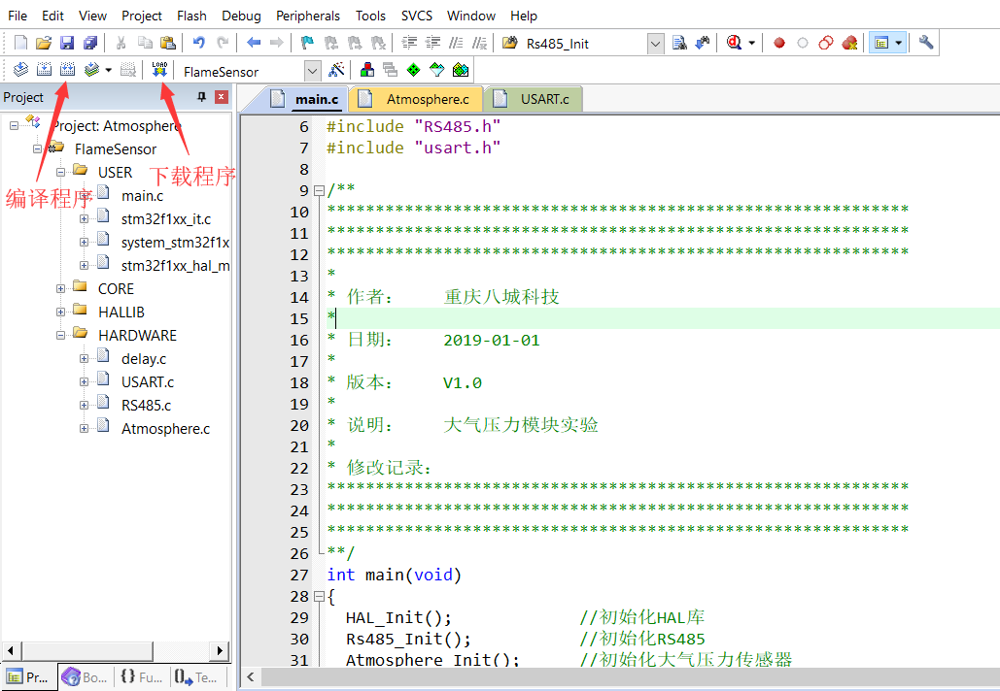 File Edit View Project Flash Debug Peripherals Tools SVCS Window Help
Rs485_Init
LOAD
FlameSensor
Project
main.c Atmosphere.c USART.c
Project: Atmosphere
FlameSensor
USER
main.c
stm32f1xx_it.c
system_stm32f1x
stm32f1xx_hal_m
CORE
HALLIB
HARDWARE
delay.c
USART.c
RS485.c
Atmosphere.c
编译程序
下载程序
Pr... Bo... {} Fu... Te...
6 #include "RS485.h"
7 #include "usart.h"
8
9 /**
10 ************************************************************
11 ************************************************************
12 ************************************************************
13 *
14 * 作者: 重庆八城科技
15 *
16 * 日期: 2019-01-01
17 *
18 * 版本: V1.0
19 *
20 * 说明: 大气压力模块实验
21 *
22 * 修改记录:
23 ************************************************************
24 ************************************************************
25 ************************************************************
26 **/
27 int main(void)
28 {
29 HAL_Init(); //初始化HAL库
30 Rs485_Init(); //初始化RS485
31 Atmosphere_Init(); //初始化大气压力传感器